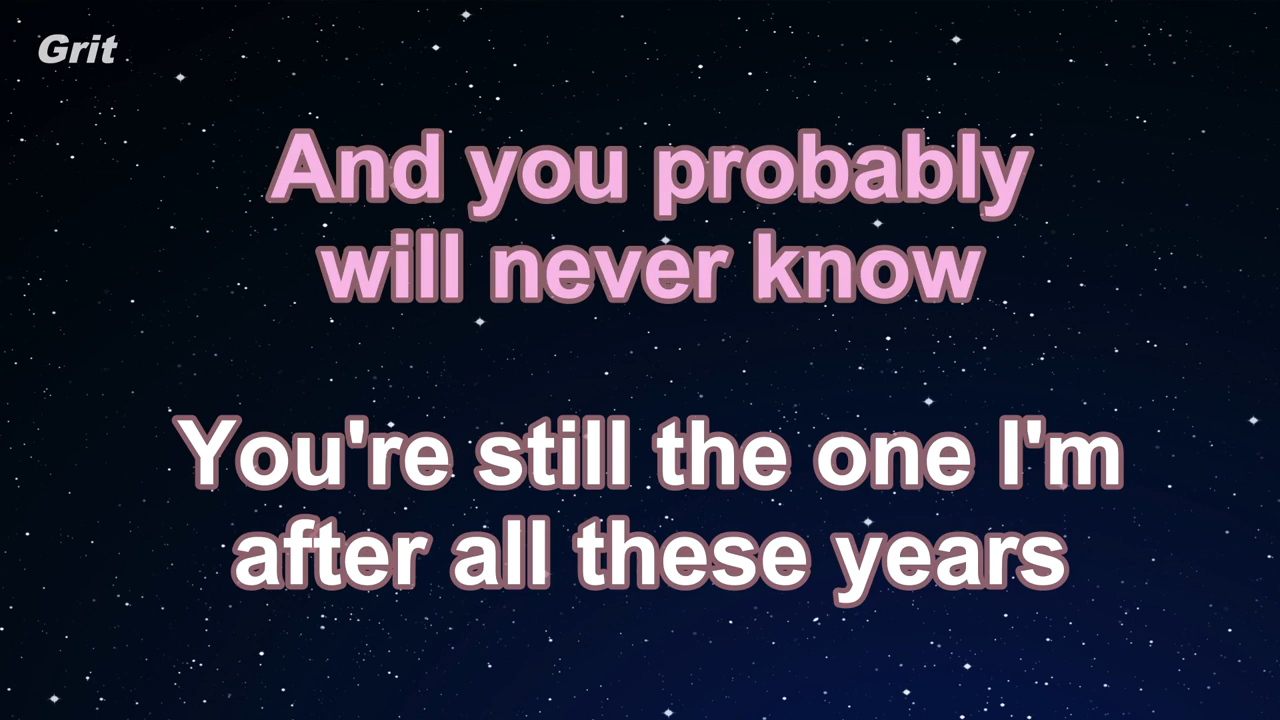 Grit
And you probably
will never know
You're still the one I'm
after all these years